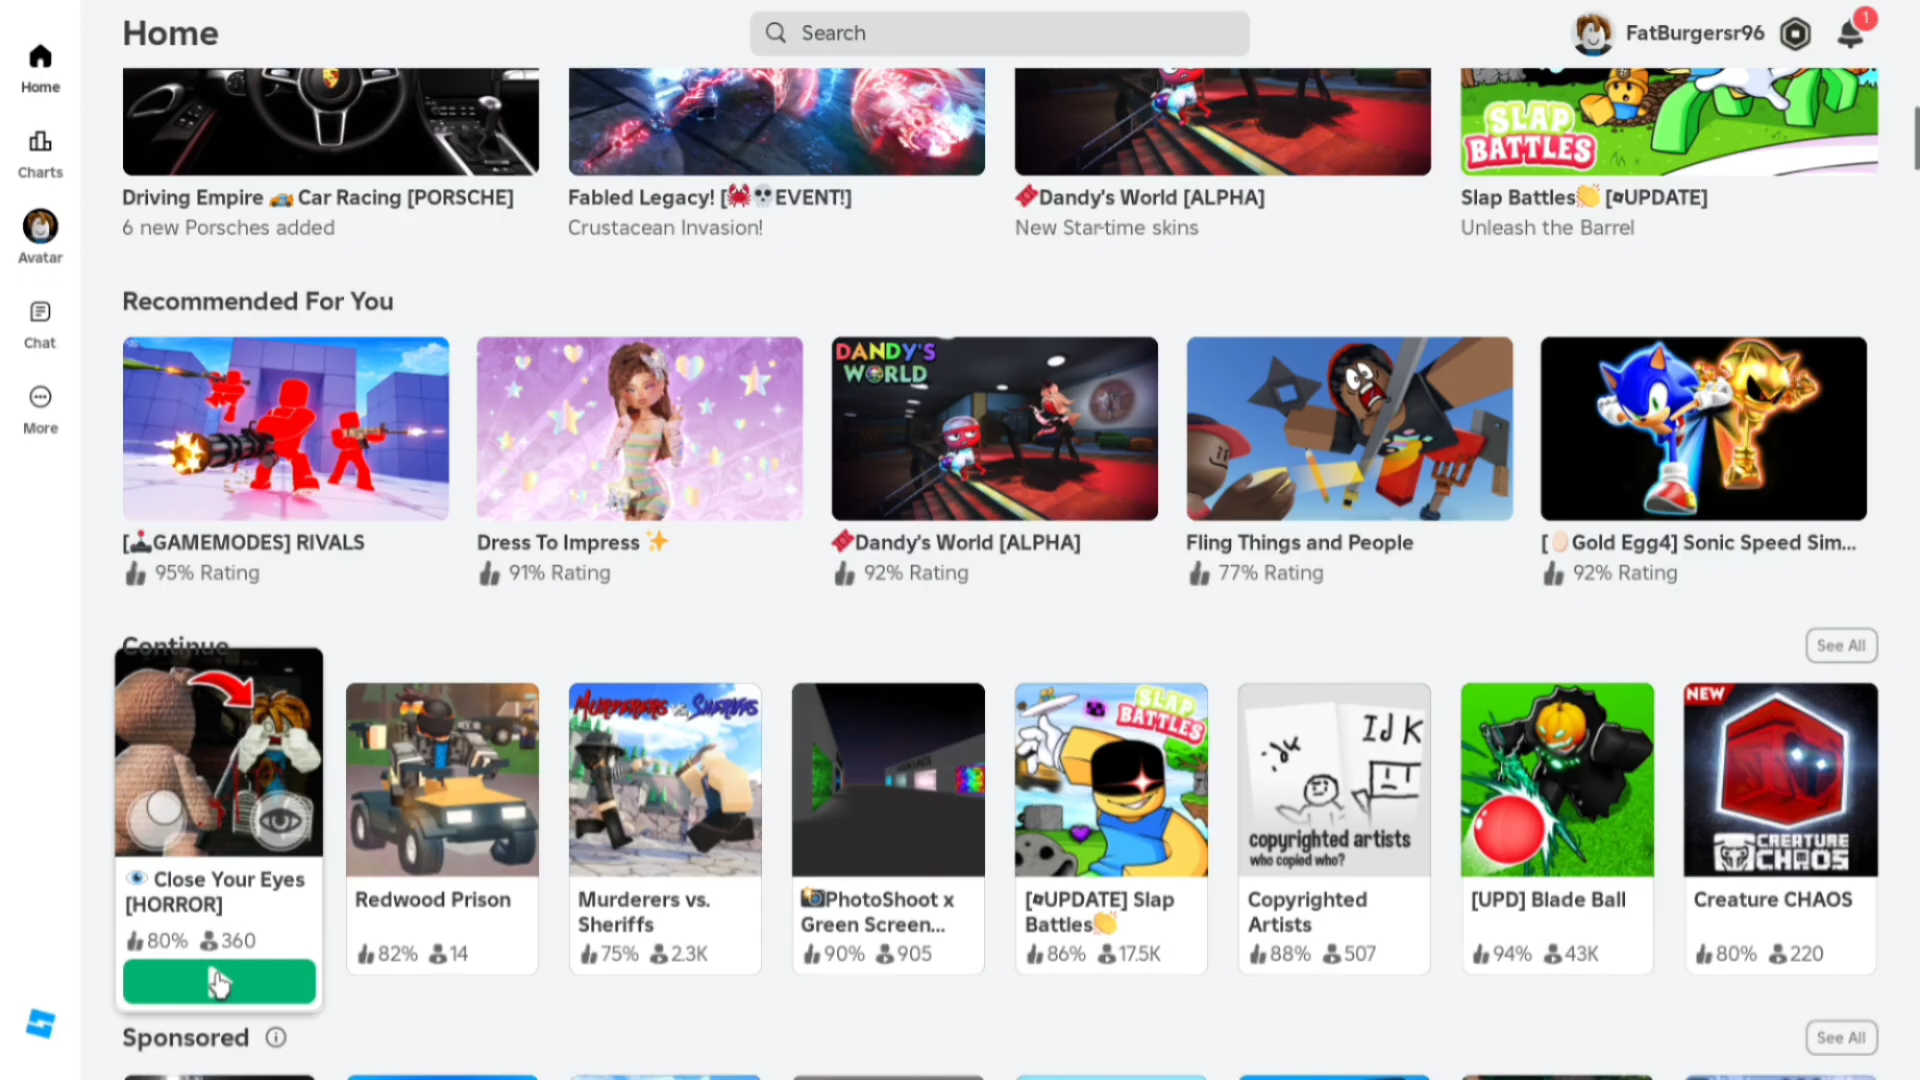 Home
Search
FatBurgersr96
1
Home
Charts
Avatar
Chat
More
SLAP
BATTLES
Driving Empire 🚗 Car Racing [PORSCHE]
6 new Porsches added
Fabled Legacy! [🦀💀EVENT!]
Crustacean Invasion!
Dandy's World [ALPHA]
New Star-time skins
Slap Battles👏 [UPDATE]
Unleash the Barrel
Recommended For You
DANDY'S
WORLD
[🕹️GAMEMODES] RIVALS
95% Rating
Dress To Impress ✨
91% Rating
Dandy's World [ALPHA]
92% Rating
Fling Things and People
77% Rating
[🥚Gold Egg4] Sonic Speed Sim...
92% Rating
Continue
See All
MURDERERS vs. SHERIFFS
SLAP
BATTLES
IJK
copyrighted artists
who copied who?
NEW
CREATURE
CHAOS
👁️ Close Your Eyes
[HORROR]
80% 360
Redwood Prison
82% 14
Murderers vs.
Sheriffs
75% 2.3K
📸PhotoShoot x
Green Screen...
90% 905
[UPDATE] Slap
Battles👏
86% 17.5K
Copyrighted
Artists
88% 507
[UPD] Blade Ball
94% 43K
Creature CHAOS
80% 220
Sponsored
See All